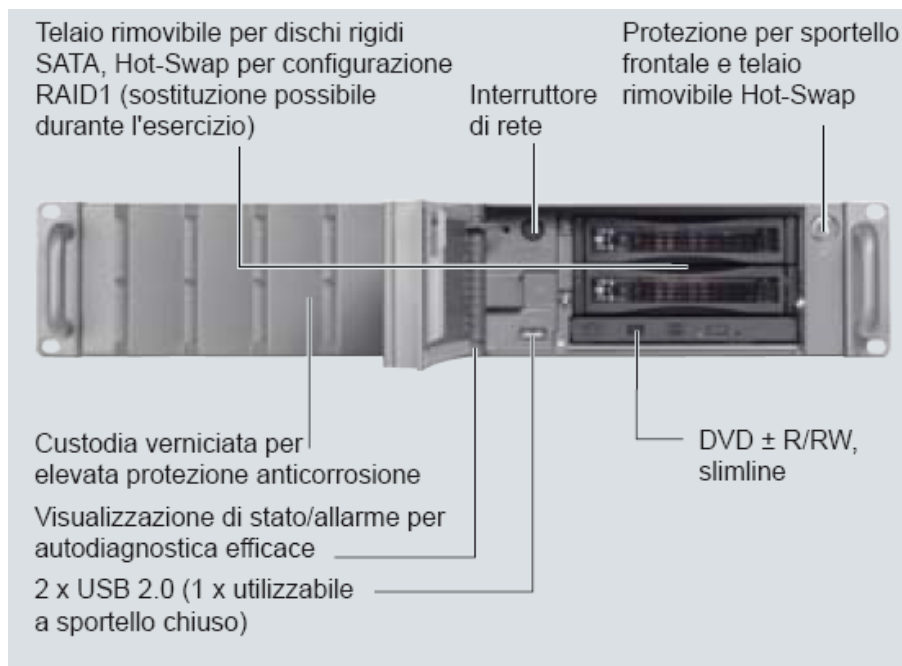 Telaio rimovibile per dischi rigidi
SATA, Hot-Swap per configurazione
RAID1 (sostituzione possibile
durante l'esercizio)
Interruttore
di rete
Protezione per sportello
frontale e telaio
rimovibile Hot-Swap
Custodia verniciata per
elevata protezione anticorrosione
Visualizzazione di stato/allarme per
autodiagnostica efficace
2 x USB 2.0 (1 x utilizzabile
a sportello chiuso)
DVD ± R/RW,
slimline